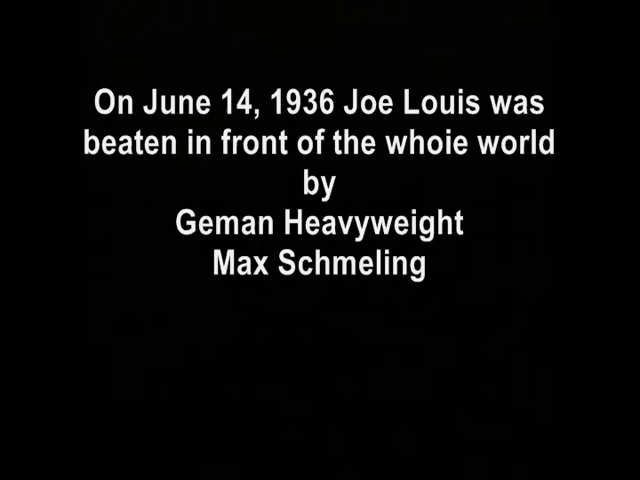 On June 14, 1936 Joe Louis was
beaten in front of the whoie world
by
Geman Heavyweight
Max Schmeling